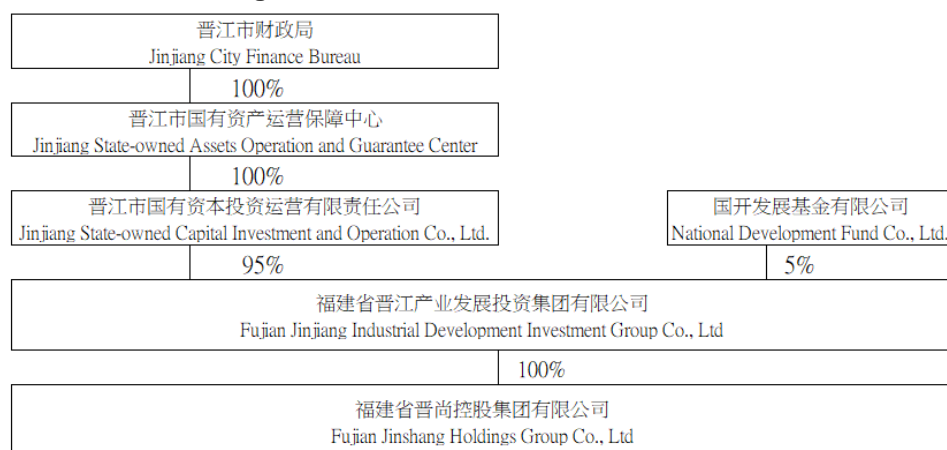 晋江市财政局
Jinjiang City Finance Bureau
100%
晋江市国有资产运营保障中心
Jinjiang State-owned Assets Operation and Guarantee Center
100%
晋江市国有资本投资运营有限责任公司
Jinjiang State-owned Capital Investment and Operation Co., Ltd.
国开发展基金有限公司
National Development Fund Co., Ltd.
95%
5%
福建省晋江产业发展投资集团有限公司
Fujian Jinjiang Industrial Development Investment Group Co., Ltd
100%
福建省晋尚控股集团有限公司
Fujian Jinshang Holdings Group Co., Ltd